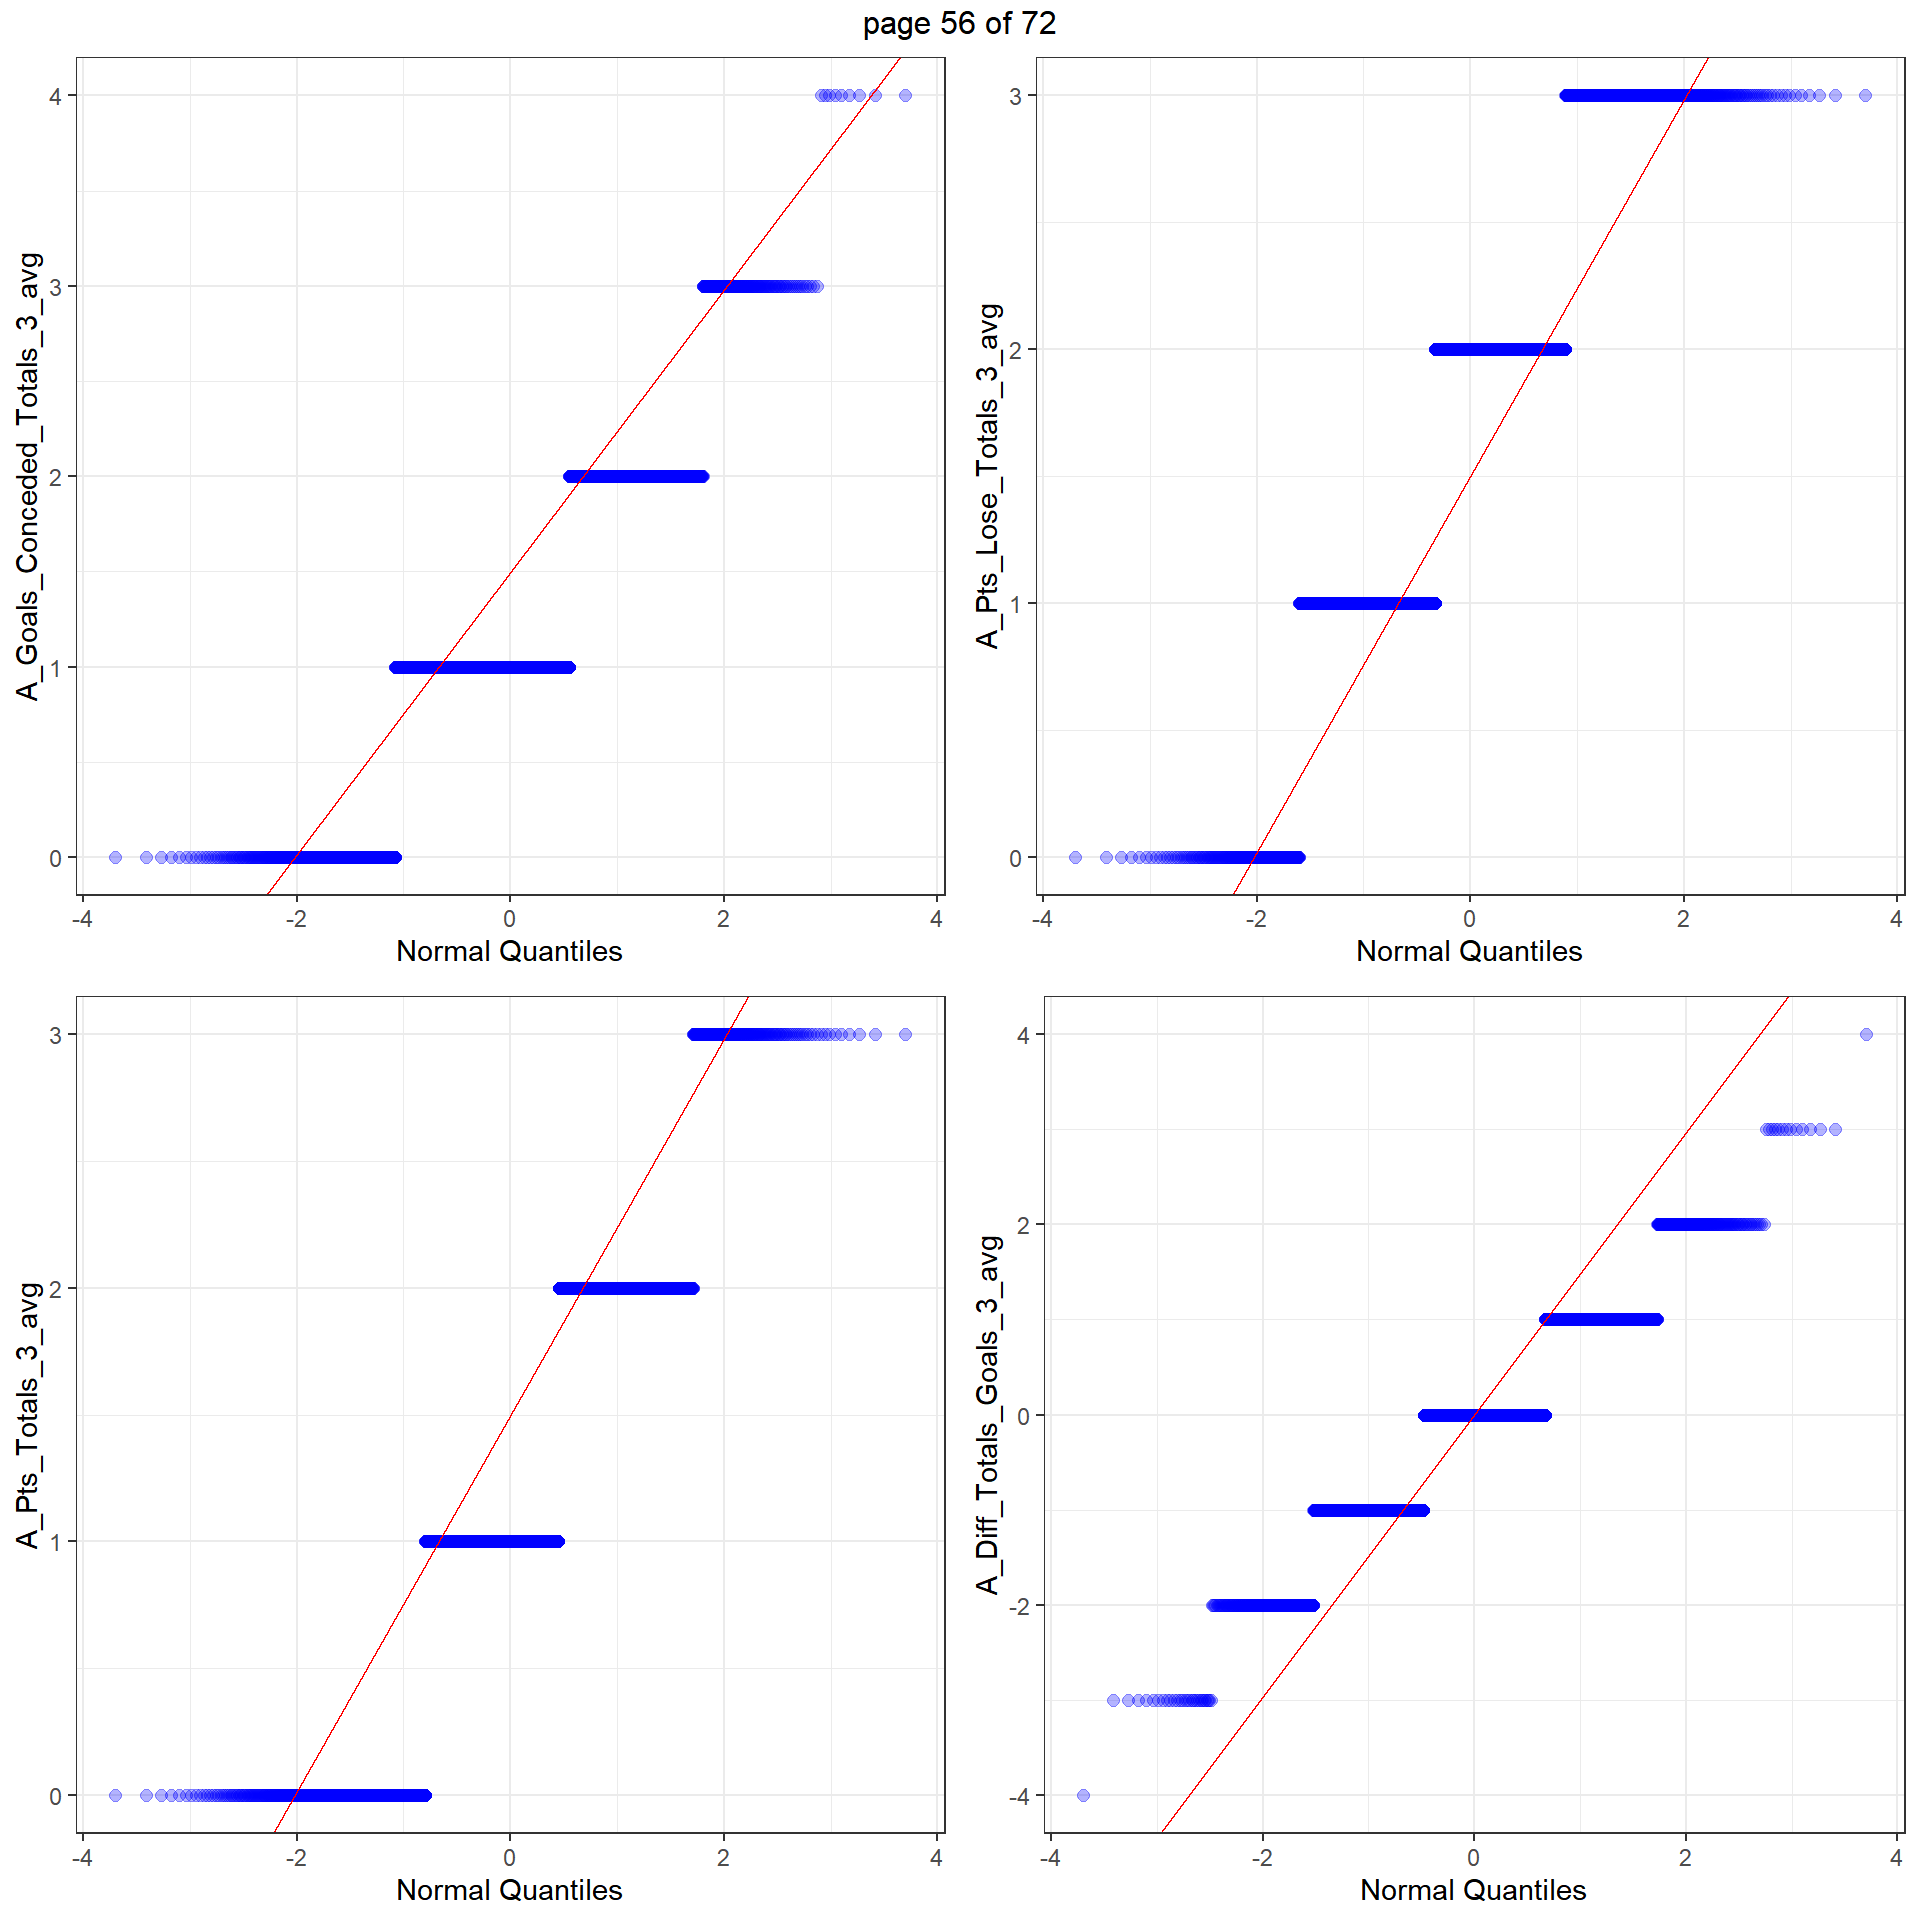 page 56 of 72
A_Goals_Conceded_Totals_3_avg
4
3
2
1
0
-4 -2 0 2 4
Normal Quantiles
A_Pts_Lose_Totals_3_avg
3
2
1
0
-4 -2 0 2 4
Normal Quantiles
A_Pts_Totals_3_avg
3
2
1
0
-4 -2 0 2 4
Normal Quantiles
A_Diff_Totals_Goals_3_avg
4
2
0
-2
-4
-4 -2 0 2 4
Normal Quantiles